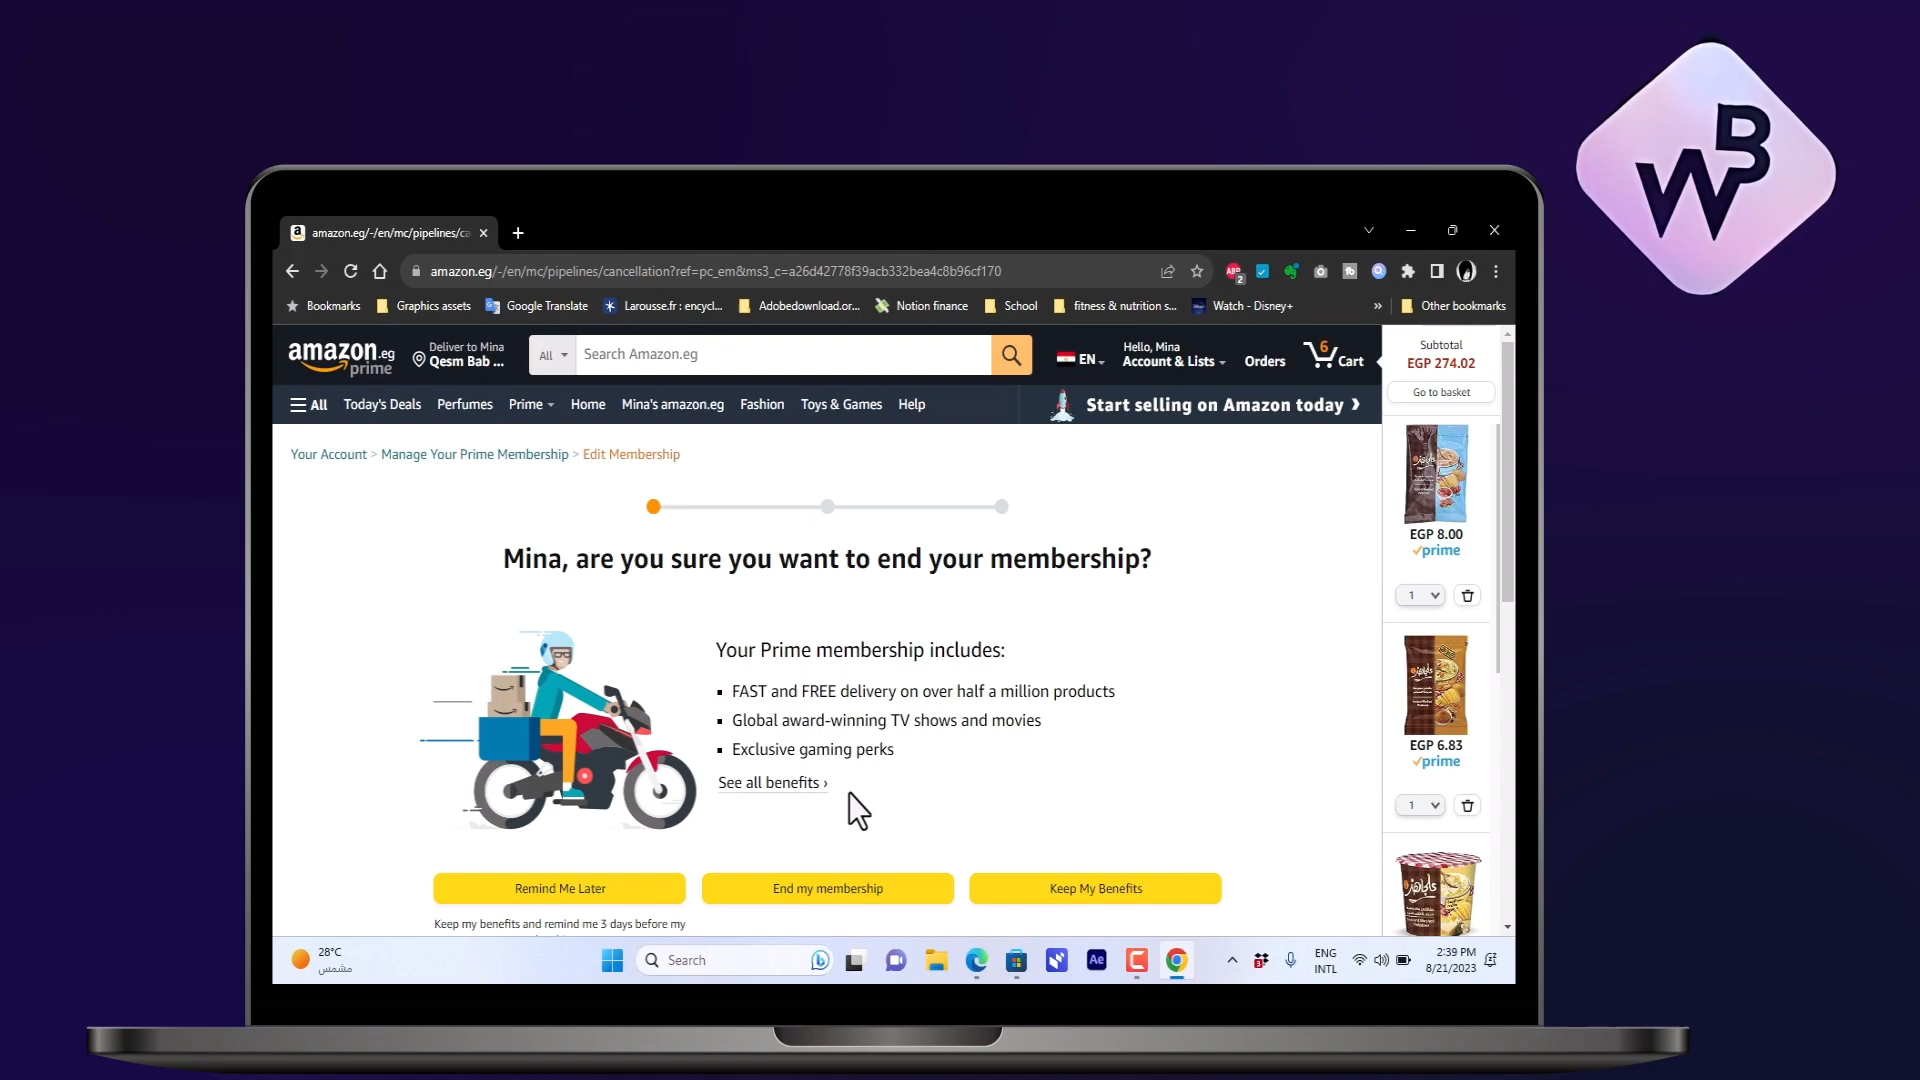 WB
amazon.eg/-/en/mc/pipelines/ca
amazon.eg/-/en/mc/pipelines/cancellation?ref=pc_em&ms3_c=a26d42778f39acb332bea4c8b96cf170
ABP
2
Bookmarks
Graphics assets
Google Translate
Larousse.fr : encycl...
Adobedownload.or...
Notion finance
School
fitness & nutrition s...
Watch - Disney+
»
Other bookmarks
amazon.eg
prime
Deliver to Mina
Qesm Bab ...
All
Search Amazon.eg
EN
Hello, Mina
Account & Lists
Orders
6
Cart
Subtotal
EGP 274.02
Go to basket
All
Today's Deals
Perfumes
Prime
Home
Mina's amazon.eg
Fashion
Toys & Games
Help
Start selling on Amazon today ›
Your Account > Manage Your Prime Membership > Edit Membership
Mina, are you sure you want to end your membership?
Your Prime membership includes:
FAST and FREE delivery on over half a million products
Global award-winning TV shows and movies
Exclusive gaming perks
See all benefits ›
Remind Me Later
End my membership
Keep My Benefits
Keep my benefits and remind me 3 days before my
EGP 8.00
prime
1
EGP 6.83
prime
1
28°C
مشمس
Search
Ae
ENG
INTL
2:39 PM
8/21/2023